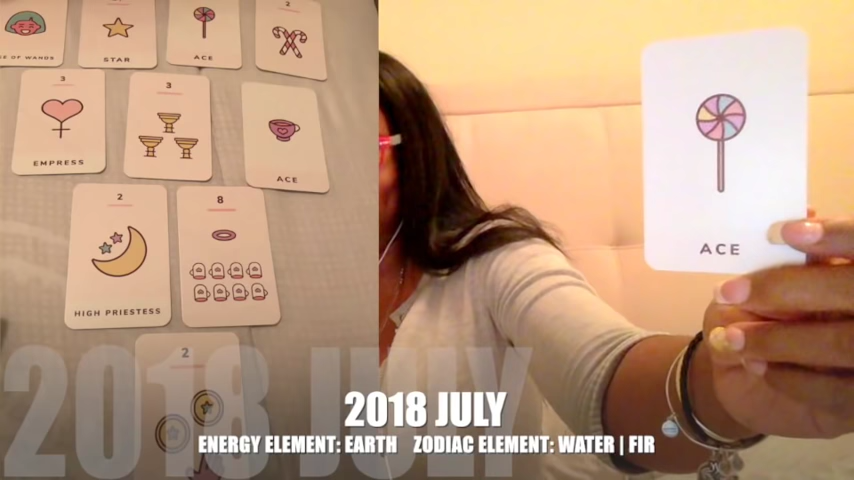 E OF WANDS
STAR
ACE
2
3
EMPRESS
3
ACE
2
HIGH PRIESTESS
8
2
ACE
2018 JULY
2018 JULY
ENERGY ELEMENT: EARTH ZODIAC ELEMENT: WATER | FIR